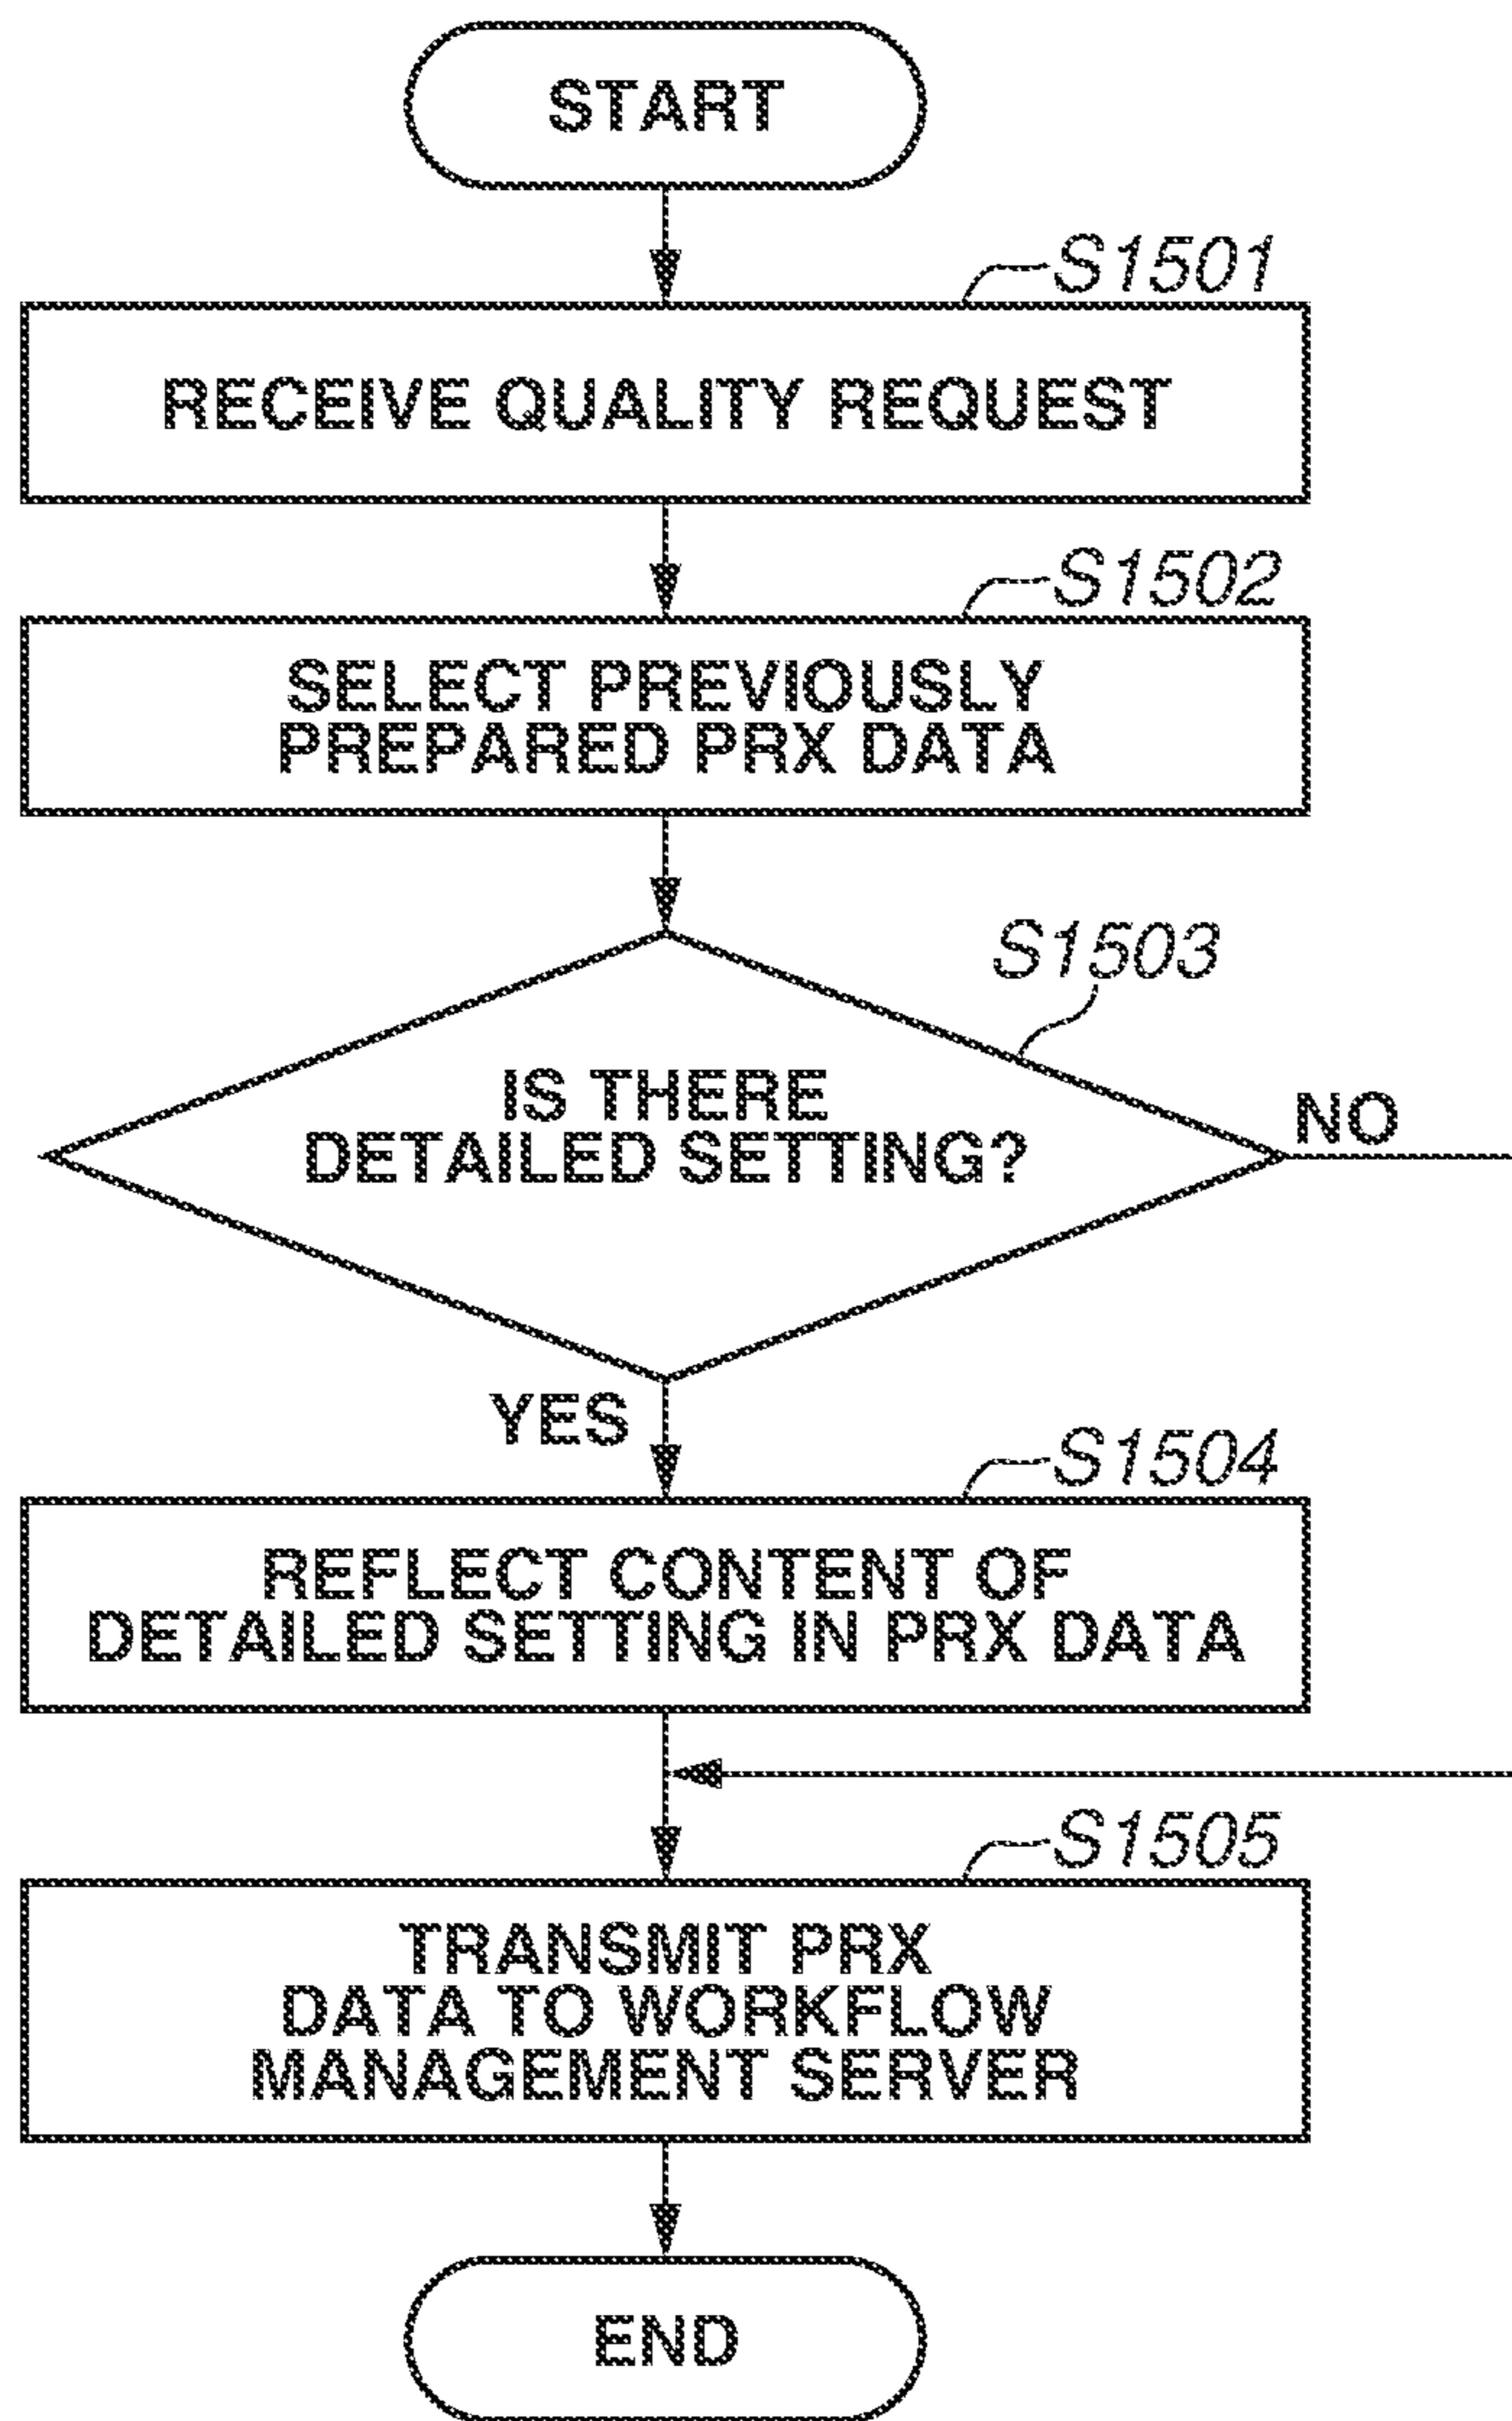 START
S1501
RECEIVE QUALITY REQUEST
S1502
SELECT PREVIOUSLY
PREPARED PRX DATA
S1503
IS THERE
DETAILED SETTING?
NO
YES
S1504
REFLECT CONTENT OF
DETAILED SETTING IN PRX DATA
S1505
TRANSMIT PRX
DATA TO WORKFLOW
MANAGEMENT SERVER
END